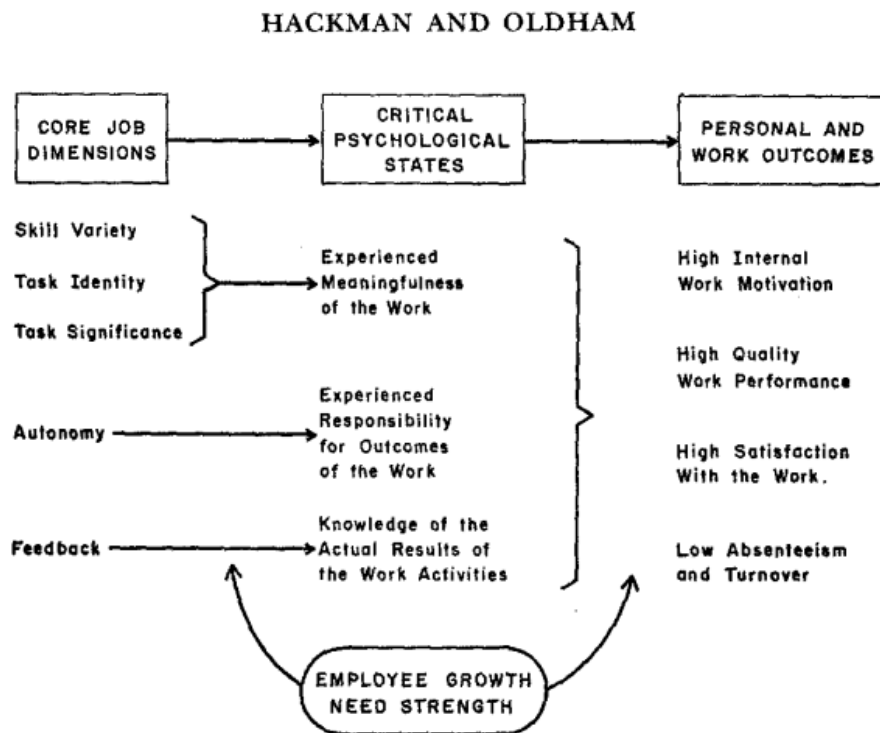 HACKMAN AND OLDHAM
CORE JOB
DIMENSIONS
CRITICAL
PSYCHOLOGICAL
STATES
PERSONAL AND
WORK OUTCOMES
Skill Variety
Task Identity
Task Significance
Experienced
Meaningfulness
of the Work
Autonomy
Experienced
Responsibility
for Outcomes
of the Work
Feedback
Knowledge of the
Actual Results of
the Work Activities
High Internal
Work Motivation
High Quality
Work Performance
High Satisfaction
With the Work.
Low Absenteeism
and Turnover
EMPLOYEE GROWTH
NEED STRENGTH